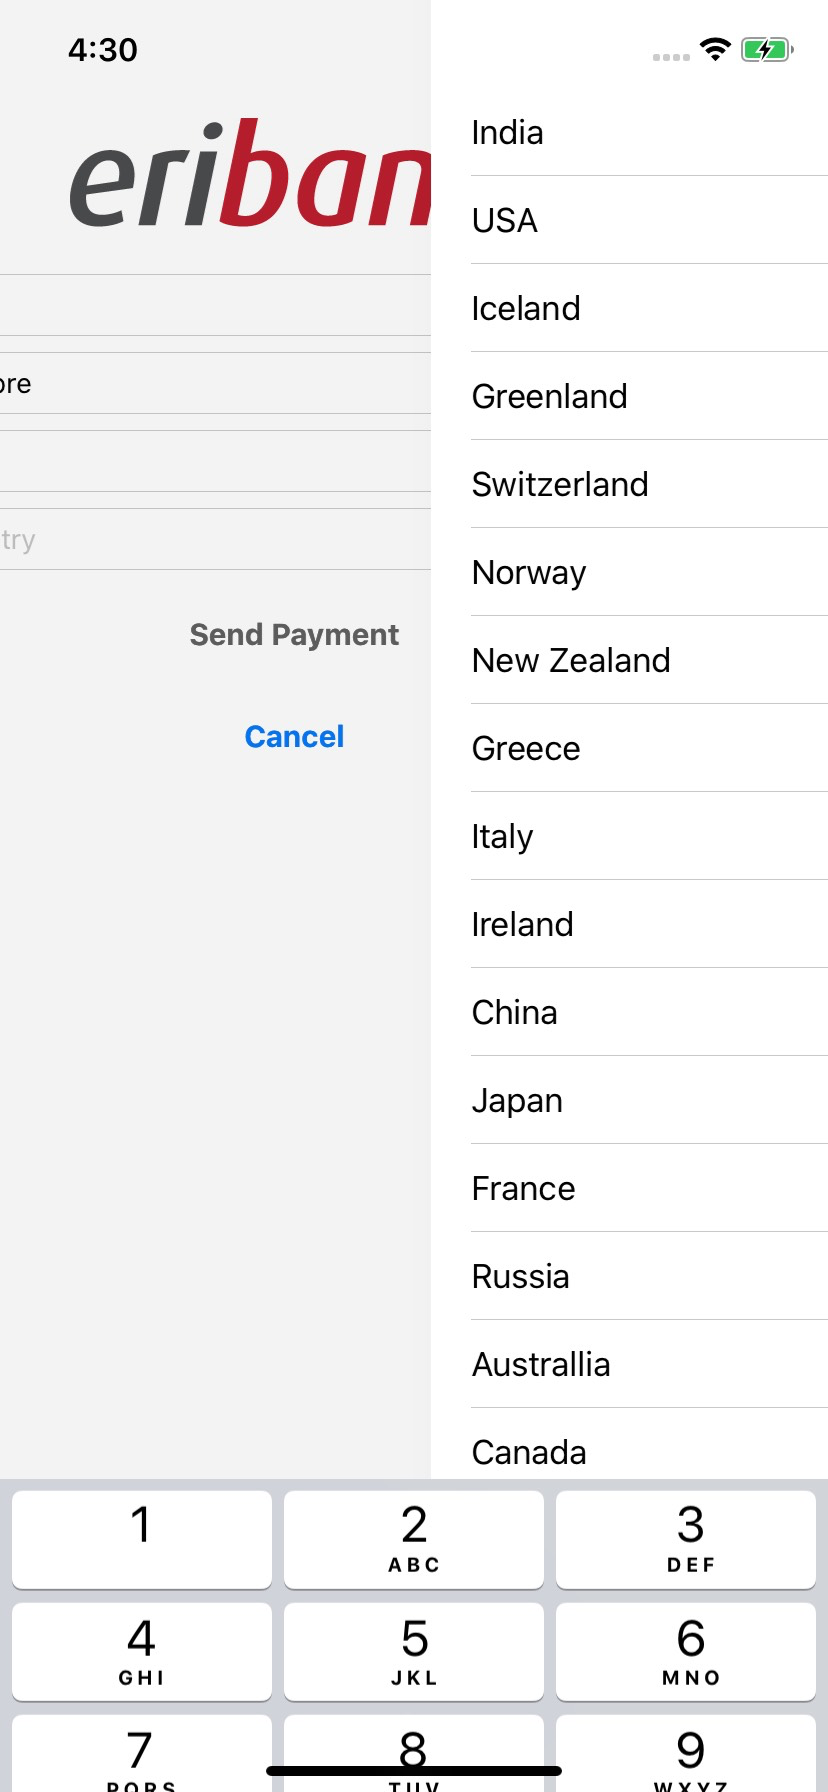 4:30
eriban
ore
try
Send Payment
Cancel
India
USA
Iceland
Greenland
Switzerland
Norway
New Zealand
Greece
Italy
Ireland
China
Japan
France
Russia
Australlia
Canada
1
2
ABC
3
DEF
4
GHI
5
JKL
6
MNO
7
PQRS
8
TUV
9
WXYZ